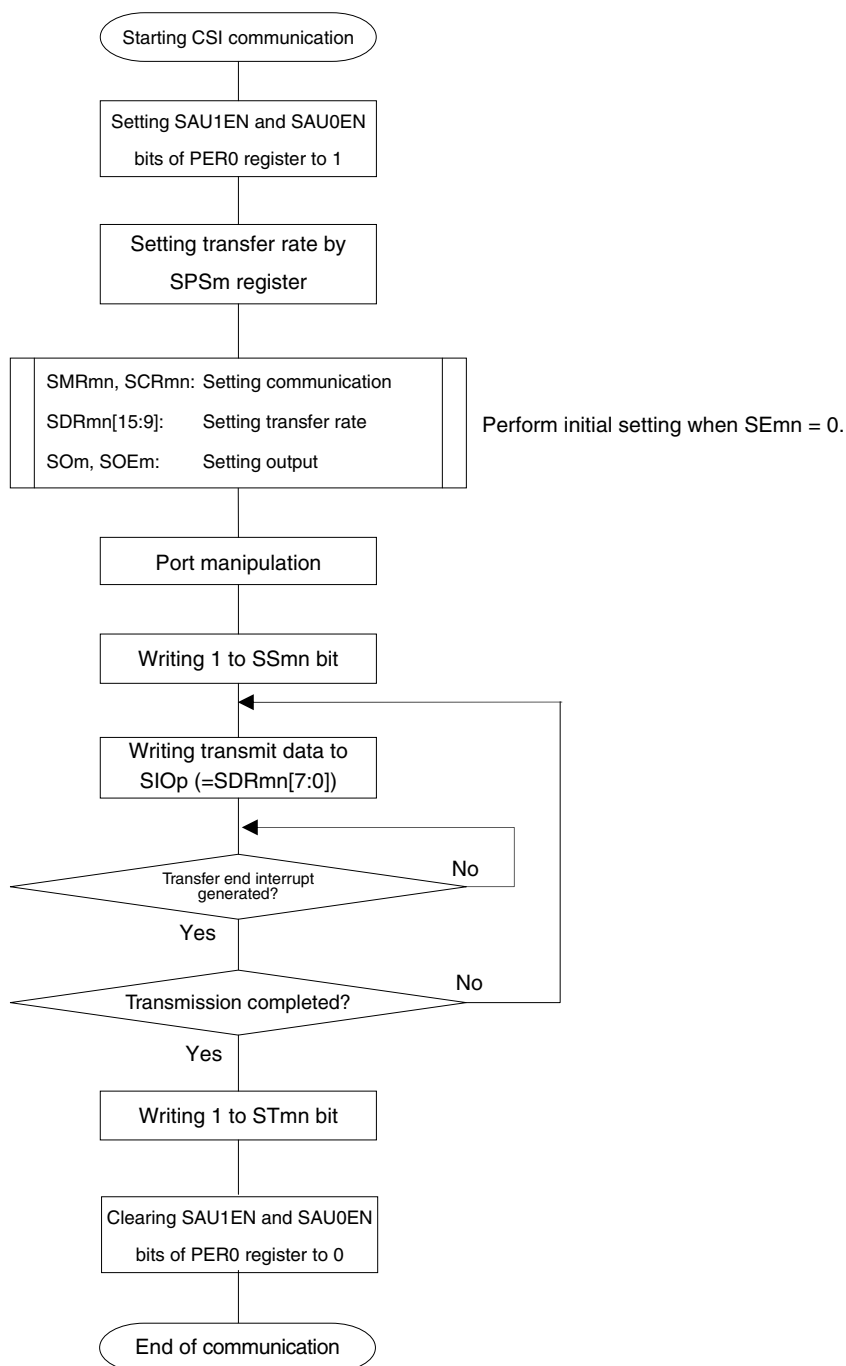 Starting CSI communication
Setting SAU1EN and SAU0EN
bits of PER0 register to 1
Setting transfer rate by
SPSm register
SMRmn, SCRmn: Setting communication
SDRmn[15:9]: Setting transfer rate
SOm, SOEm: Setting output
Perform initial setting when SEmn = 0.
Port manipulation
Writing 1 to SSmn bit
Writing transmit data to
SIOp (=SDRmn[7:0])
Transfer end interrupt
generated?
No
Yes
Transmission completed?
No
Yes
Writing 1 to STmn bit
Clearing SAU1EN and SAU0EN
bits of PER0 register to 0
End of communication